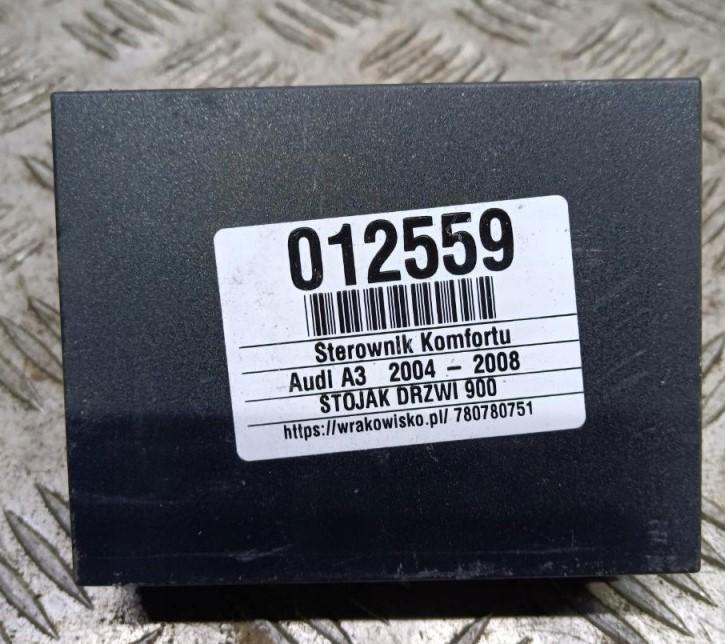 012559
Sterownik Komfortu
Audi A3 2004 - 2008
STOJAK DRZWI 900
https://wrakowisko.pl/ 780780751